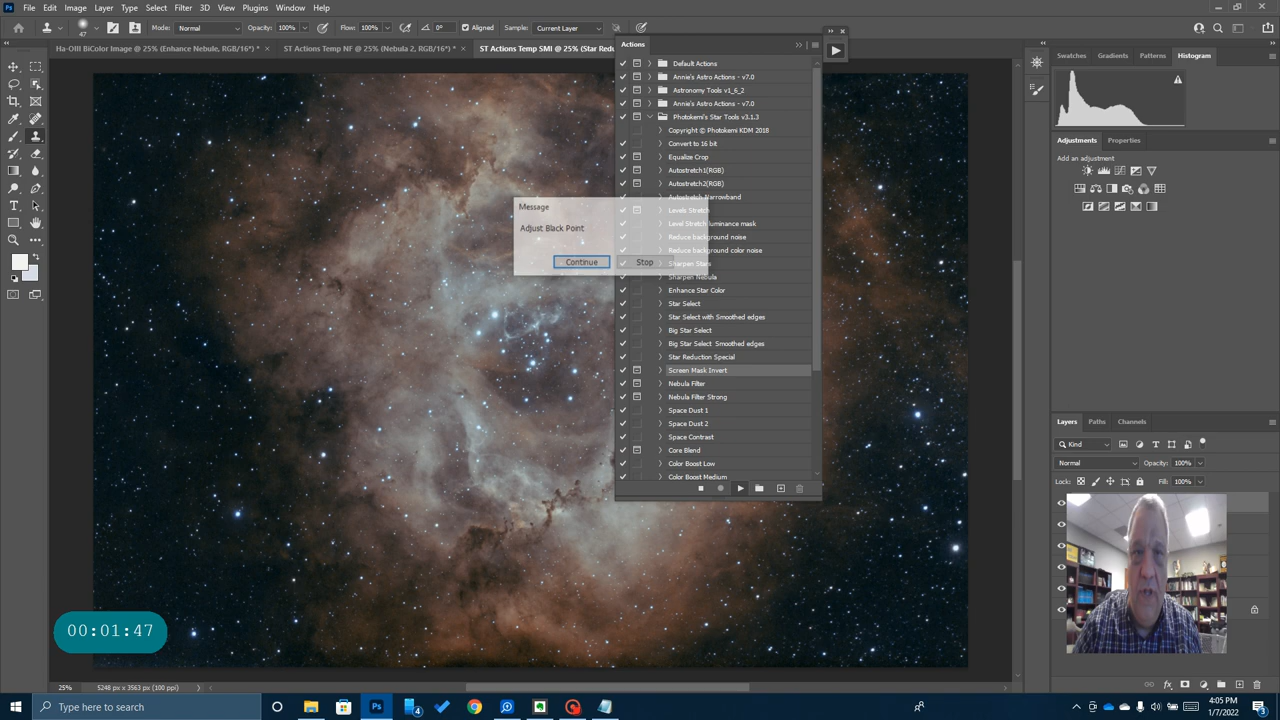 File Edit Image Layer Type Select Filter 3D View Plugins Window Help
47 Mode: Normal Opacity: 100% Flow: 100% 0° Aligned Sample: Current Layer
Ha-OIII BiColor Image @ 25% (Enhance Nebule, RGB/16*) * × ST Actions Temp NF @ 25% (Nebula 2, RGB/16*) * × ST Actions Temp SMI @ 25% (Star Redu
Actions
Default Actions
Annie's Astro Actions - v7.0
Astronomy Tools v1_6_2
Annie's Astro Actions - v7.0
Photokemi's Star Tools v3.1.3
Copyright © Photokemi KDM 2018
Convert to 16 bit
Equalize Crop
Autostretch1(RGB)
Autostretch2(RGB)
Autostretch Narrowband
Levels Stretch
Level Stretch luminance mask
Reduce background noise
Reduce background color noise
Sharpen Stars
Sharpen Nebula
Enhance Star Color
Star Select
Star Select with Smoothed edges
Big Star Select
Big Star Select Smoothed edges
Star Reduction Special
Screen Mask Invert
Nebula Filter
Nebula Filter Strong
Space Dust 1
Space Dust 2
Space Contrast
Core Blend
Color Boost Low
Color Boost Medium
Message
Adjust Black Point
Continue Stop
Swatches Gradients Patterns Histogram
Adjustments Properties
Add an adjustment
Layers Paths Channels
Kind
Normal Opacity: 100%
Lock: Fill: 100%
00:01:47
25% 5248 px x 3563 px (100 ppi)
Type here to search
4:05 PM
1/7/2022